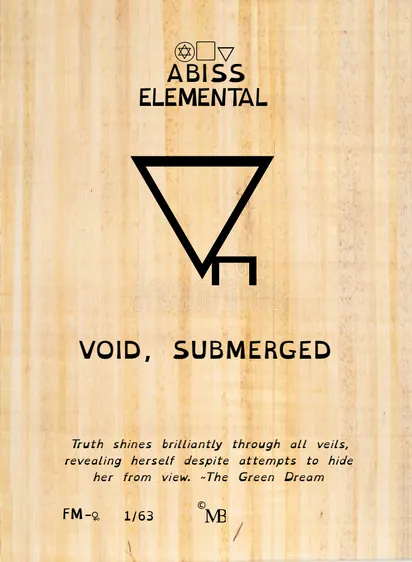 ABISS
ELEMENTAL
VOID, SUBMERGED
Truth shines brilliantly through all veils,
revealing herself despite attempts to hide
her from view. ~The Green Dream
©
FM-♀ 1/63 MB